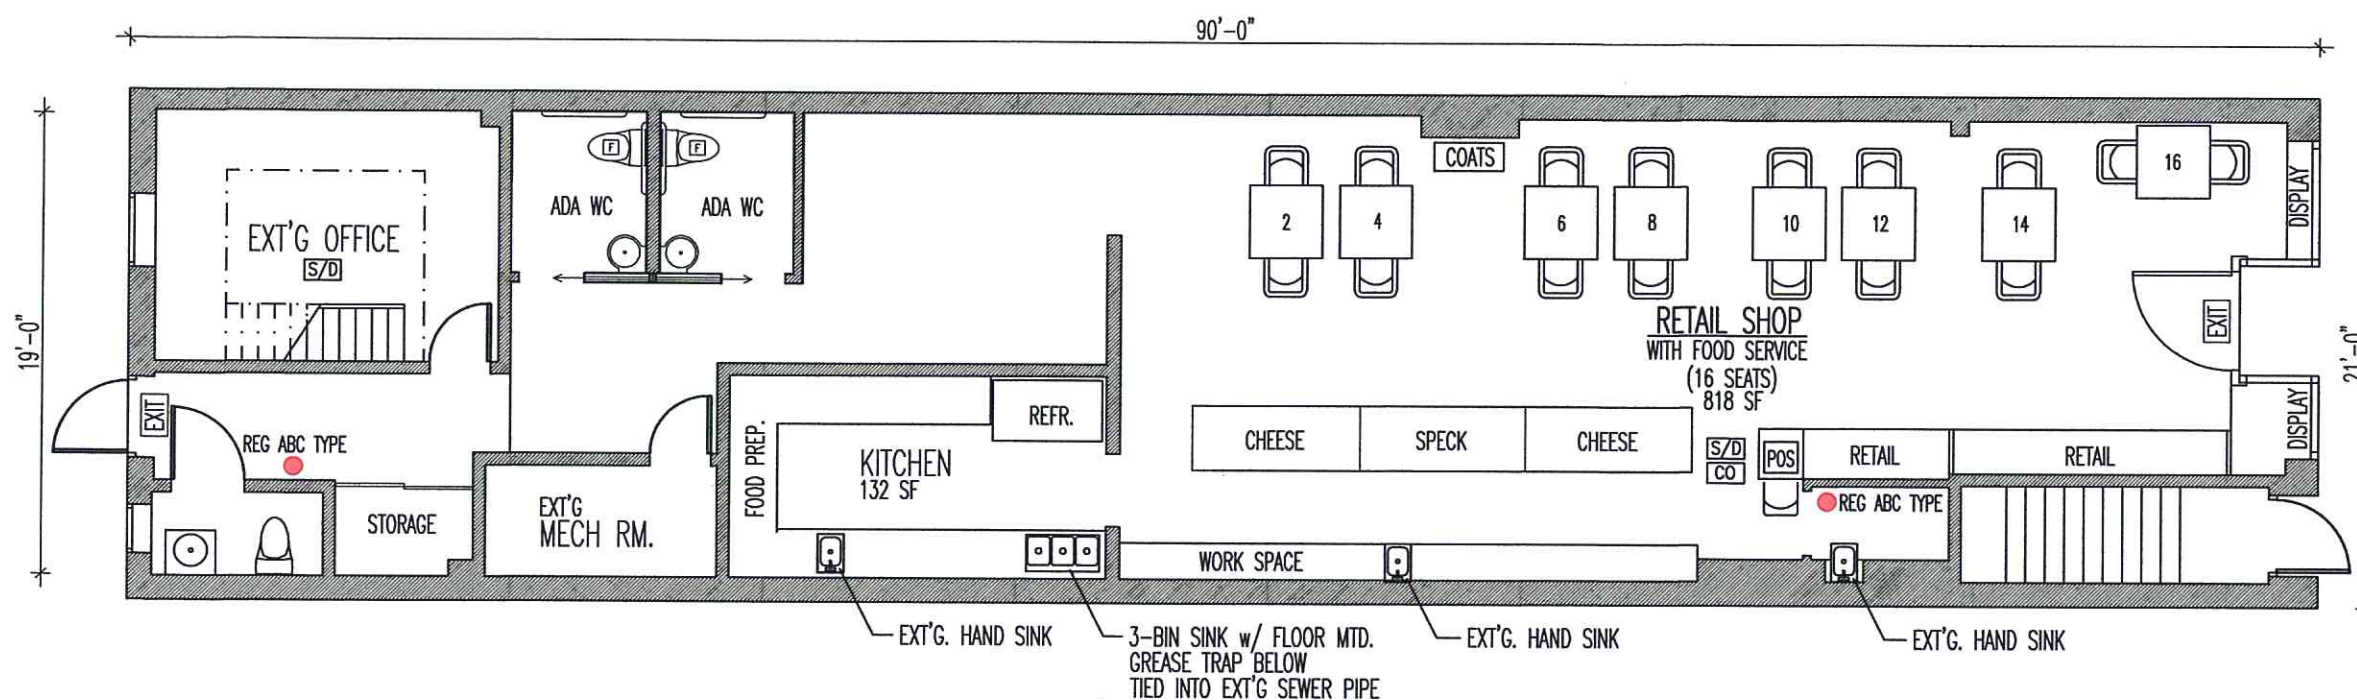 90'-0"
19'-0"
21'-0"
EXT'G OFFICE
S/D
ADA WC
F
ADA WC
F
COATS
2
4
6
8
10
12
14
16
DISPLAY
EXIT
DISPLAY
RETAIL SHOP
WITH FOOD SERVICE
(16 SEATS)
818 SF
EXIT
REG ABC TYPE
STORAGE
EXT'G
MECH RM.
FOOD PREP.
KITCHEN
132 SF
REFR.
CHEESE
SPECK
CHEESE
S/D
CO
POS
RETAIL
RETAIL
REG ABC TYPE
WORK SPACE
EXT'G. HAND SINK
3-BIN SINK w/ FLOOR MTD.
GREASE TRAP BELOW
TIED INTO EXT'G SEWER PIPE
EXT'G. HAND SINK
EXT'G. HAND SINK